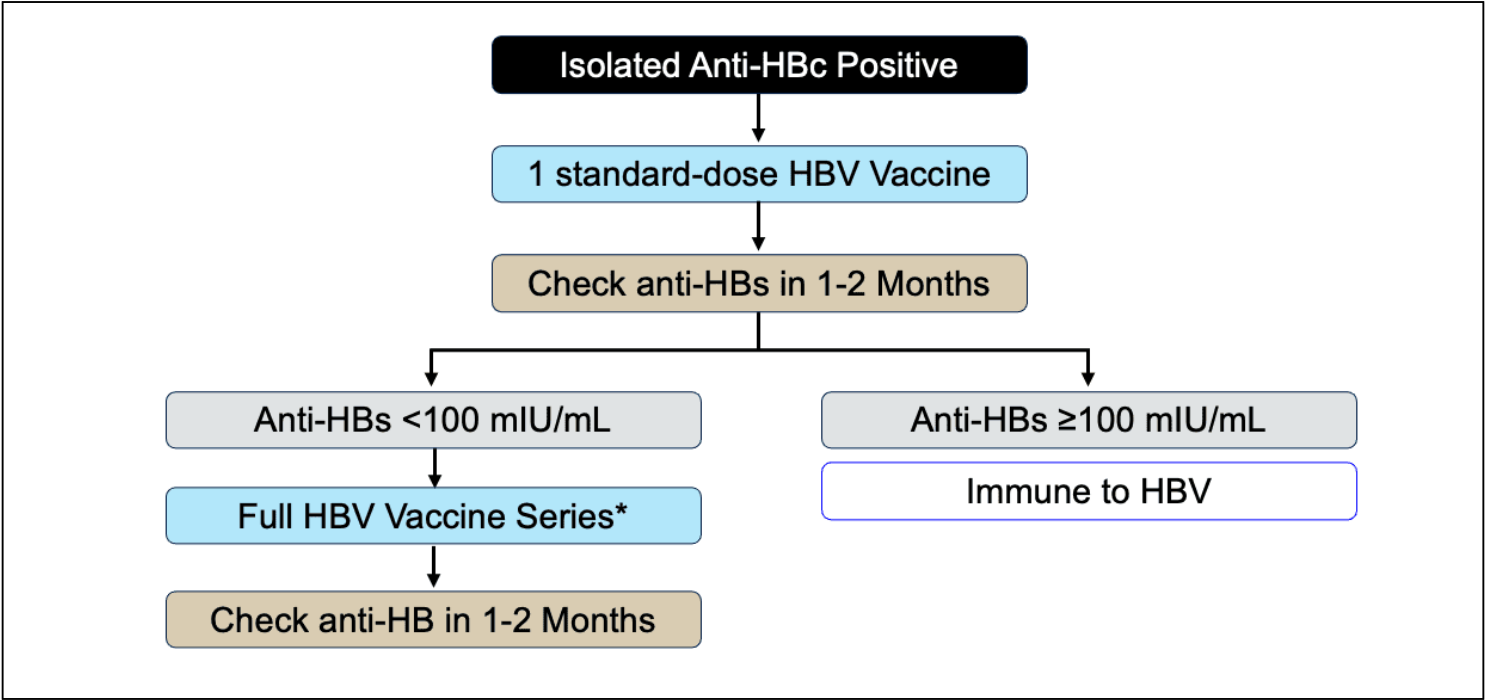 Isolated Anti-HBc Positive
1 standard-dose HBV Vaccine
Check anti-HBs in 1-2 Months
Anti-HBs <100 mIU/mL
Anti-HBs ≥100 mIU/mL
Immune to HBV
Full HBV Vaccine Series*
Check anti-HB in 1-2 Months